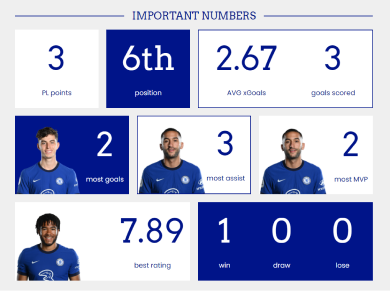 IMPORTANT NUMBERS
3
PL points
6th
position
2.67
AVG xGoals
3
goals scored
2
most goals
3
most assist
2
most MVP
7.89
best rating
1
win
0
draw
0
lose